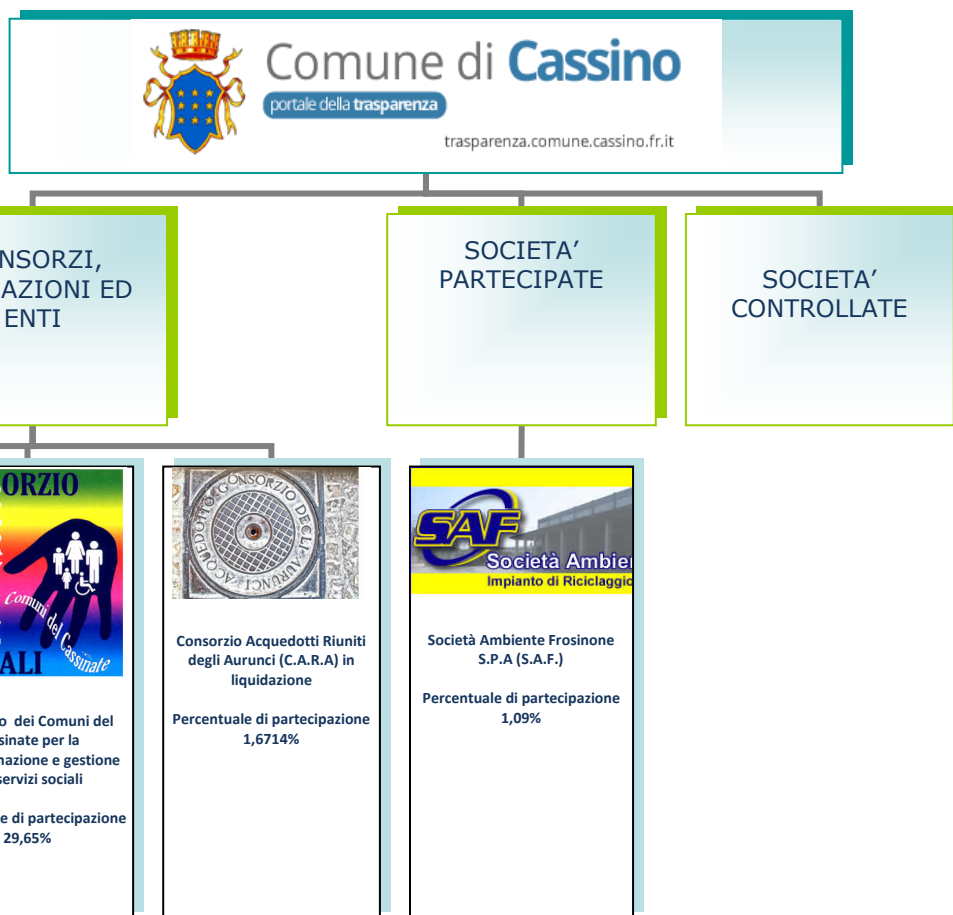 Comune di Cassino
portale della trasparenza
trasparenza.comune.cassino.fr.it
NSORZI,
AZIONI ED
ENTI
SOCIETA’
PARTECIPATE
SOCIETA’
CONTROLLATE
ORZIO
Comuni del Cassinate
ALI
o dei Comuni del
sinate per la
nazione e gestione
servizi sociali
e di partecipazione
29,65%
CONSORZIO DEGLI AURUNCI
ACQUEDOTTO
Consorzio Acquedotti Riuniti
degli Aurunci (C.A.R.A) in
liquidazione
Percentuale di partecipazione
1,6714%
SAF
Società Ambie
Impianto di Riciclaggio
Società Ambiente Frosinone
S.P.A (S.A.F.)
Percentuale di partecipazione
1,09%